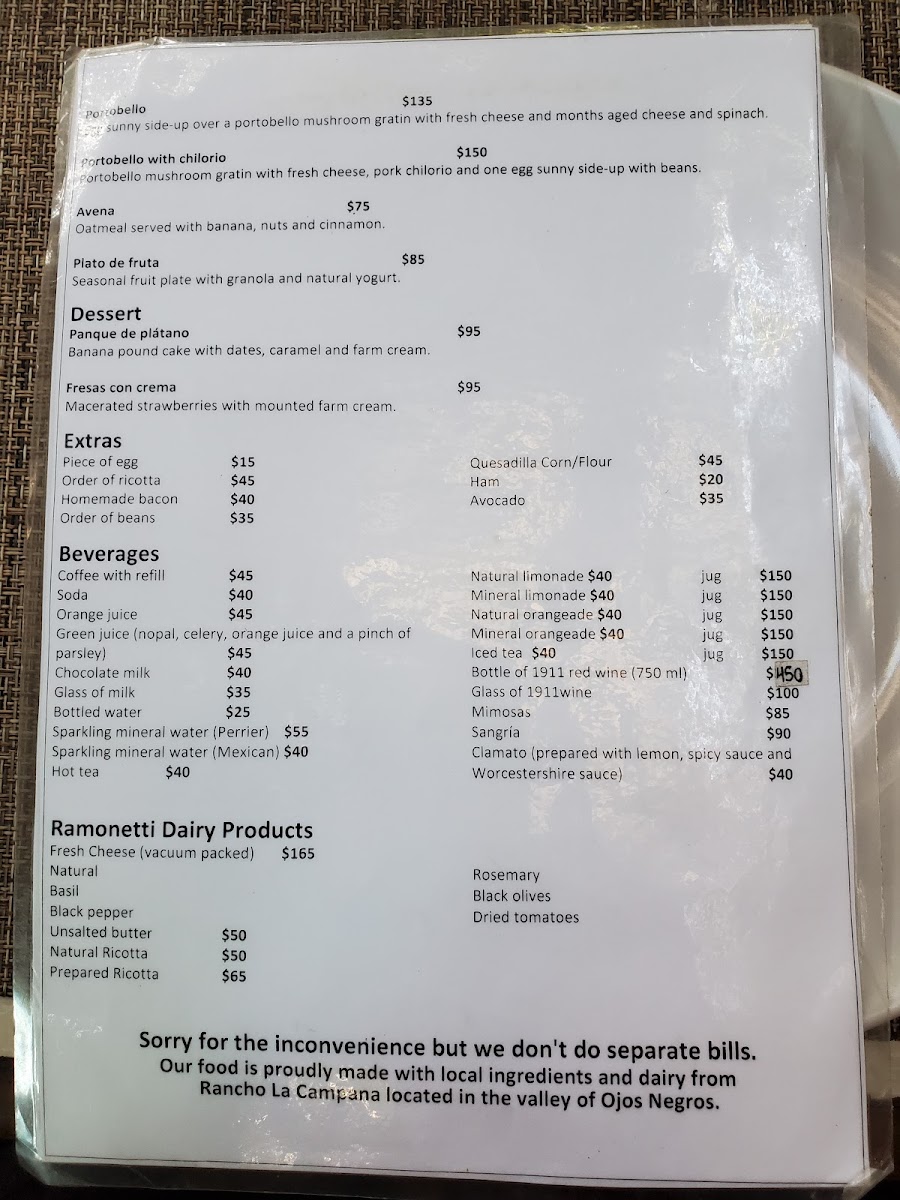 Portobello $135
Egg sunny side-up over a portobello mushroom gratin with fresh cheese and months aged cheese and spinach.
Portobello with chilorio $150
Portobello mushroom gratin with fresh cheese, pork chilorio and one egg sunny side-up with beans.
Avena $75
Oatmeal served with banana, nuts and cinnamon.
Plato de fruta $85
Seasonal fruit plate with granola and natural yogurt.
Dessert
Panque de plátano $95
Banana pound cake with dates, caramel and farm cream.
Fresas con crema $95
Macerated strawberries with mounted farm cream.
Extras
Piece of egg $15
Order of ricotta $45
Homemade bacon $40
Order of beans $35
Quesadilla Corn/Flour $45
Ham $20
Avocado $35
Beverages
Coffee with refill $45
Soda $40
Orange juice $45
Green juice (nopal, celery, orange juice and a pinch of
parsley) $45
Chocolate milk $40
Glass of milk $35
Bottled water $25
Sparkling mineral water (Perrier) $55
Sparkling mineral water (Mexican) $40
Hot tea $40
Natural limonade $40 jug $150
Mineral limonade $40 jug $150
Natural orangeade $40 jug $150
Mineral orangeade $40 jug $150
Iced tea $40 jug $150
Bottle of 1911 red wine (750 ml) $450
Glass of 1911wine $100
Mimosas $85
Sangría $90
Clamato (prepared with lemon, spicy sauce and
Worcestershire sauce) $40
Ramonetti Dairy Products
Fresh Cheese (vacuum packed) $165
Natural
Basil
Black pepper
Rosemary
Black olives
Dried tomatoes
Unsalted butter $50
Natural Ricotta $50
Prepared Ricotta $65
Sorry for the inconvenience but we don't do separate bills.
Our food is proudly made with local ingredients and dairy from
Rancho La Campana located in the valley of Ojos Negros.